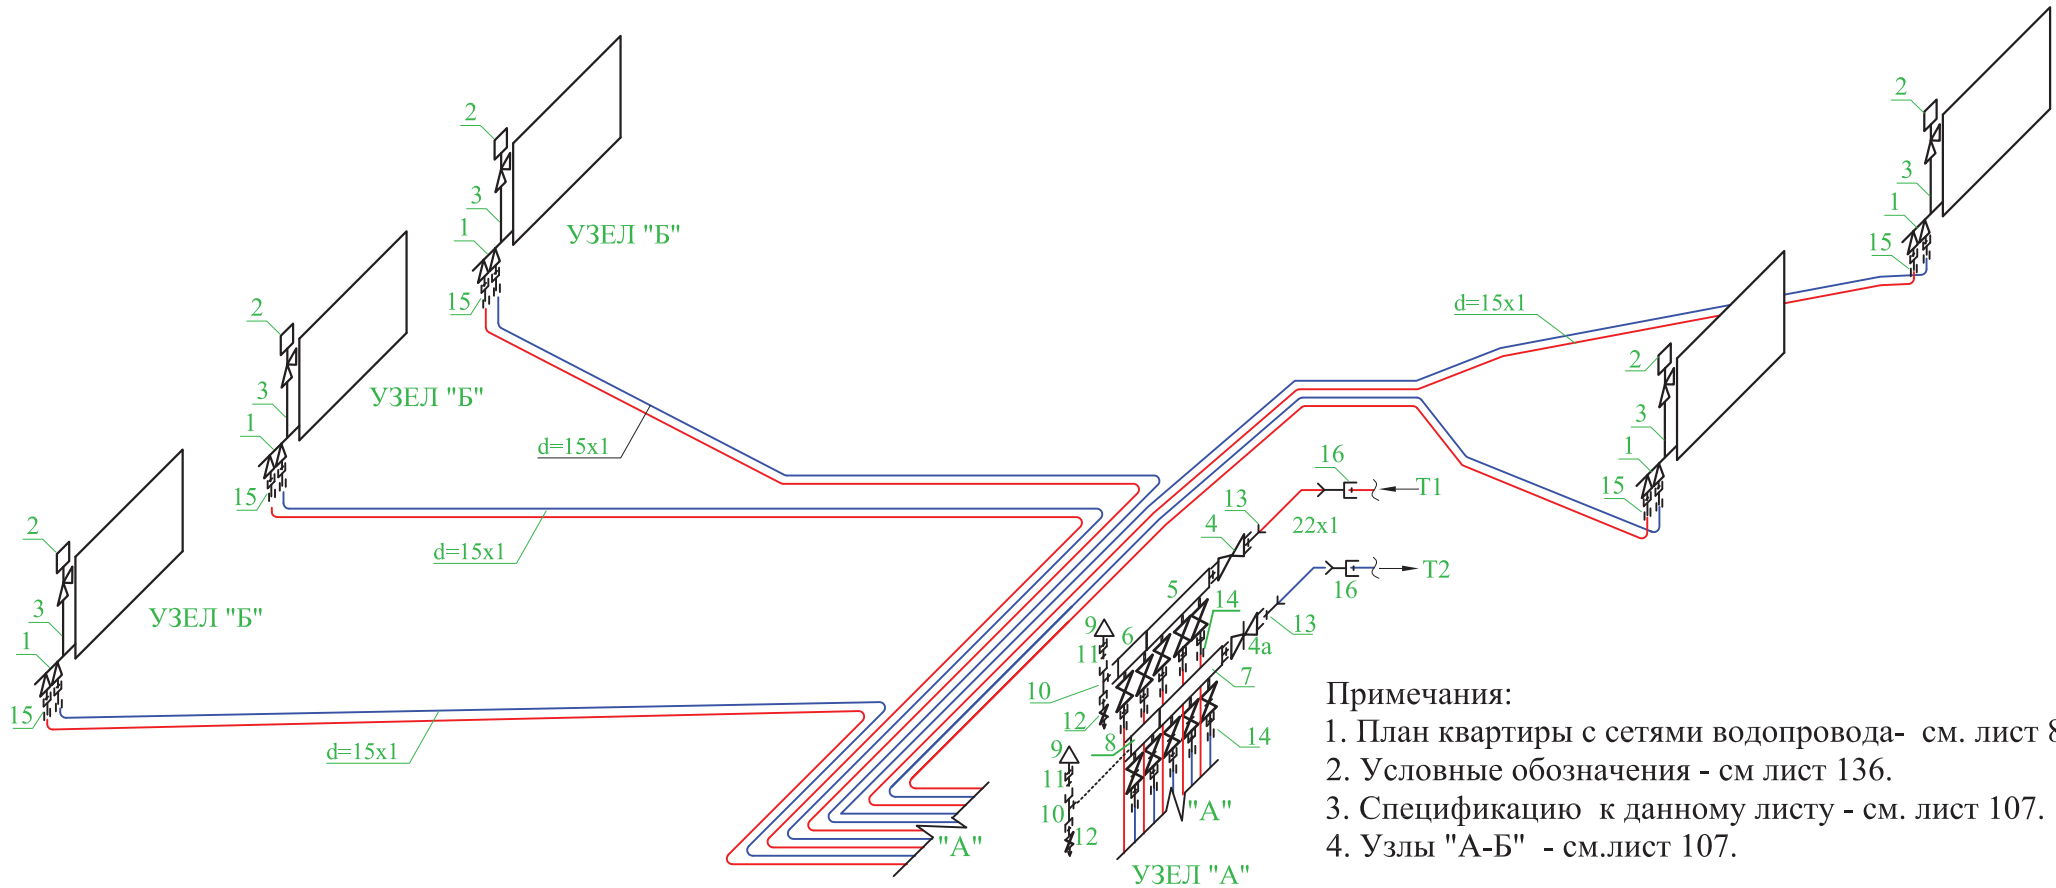 2
3
1
15
УЗЕЛ "Б"
d=15x1
2
3
1
15
УЗЕЛ "Б"
d=15x1
2
3
1
15
УЗЕЛ "Б"
d=15x1
2
3
1
15
d=15x1
2
3
1
15
16
T1
13
4
22x1
T2
16
5
14
13
4a
9
6
11
7
10
12
8
14
9
11
10
12
"А"
"А"
УЗЕЛ "А"
Примечания:
1. План квартиры с сетями водопровода- см. лист 8
2. Условные обозначения - см лист 136.
3. Спецификацию к данному листу - см. лист 107.
4. Узлы "А-Б" - см.лист 107.